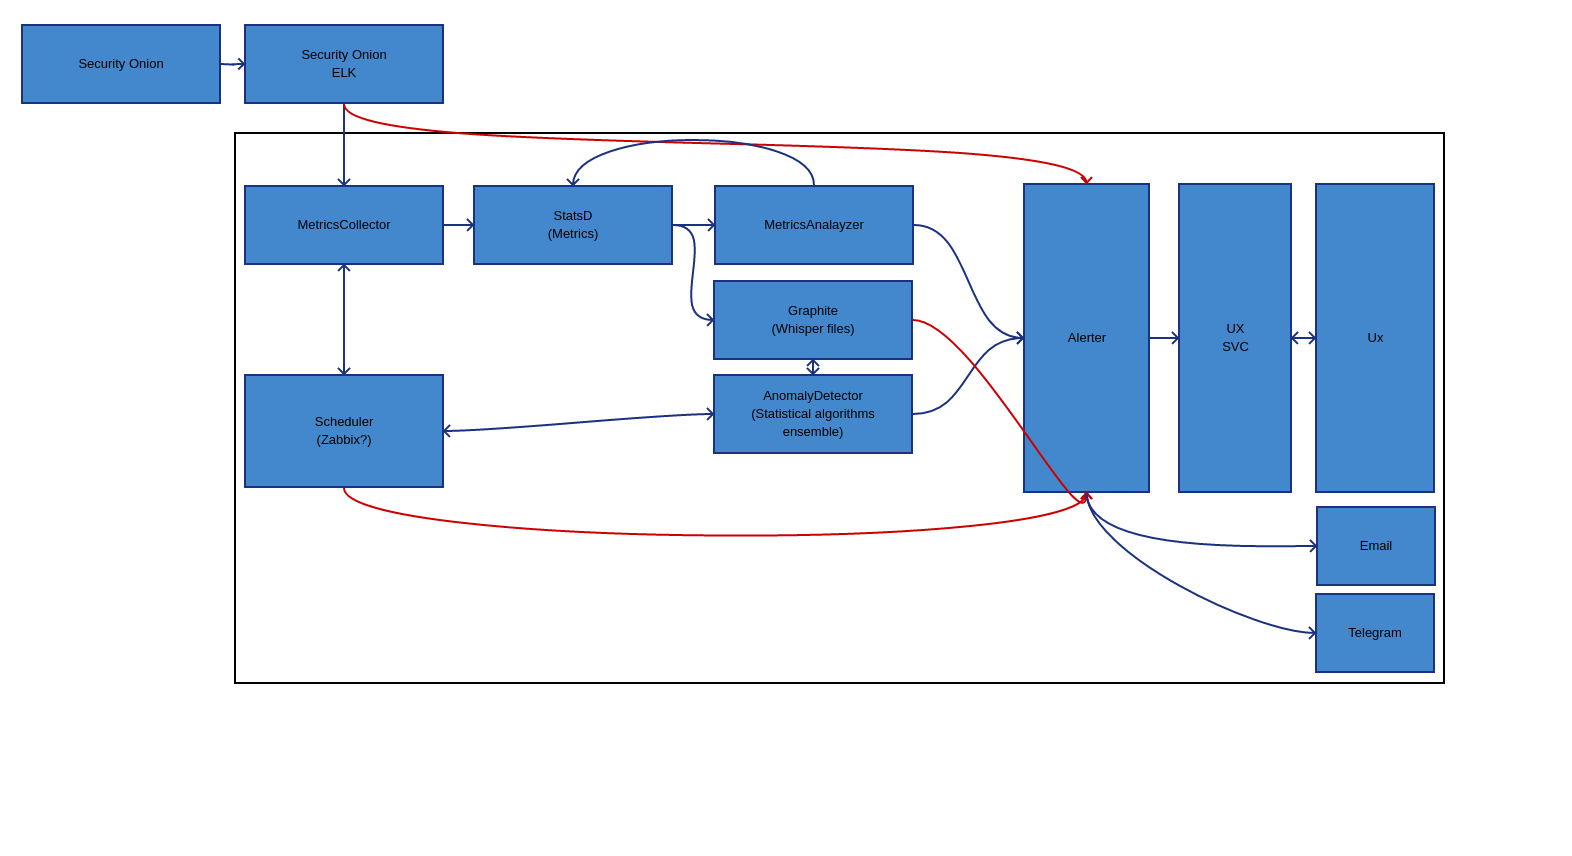 Security Onion
Security Onion
ELK
MetricsCollector
StatsD
(Metrics)
MetricsAnalayzer
Graphite
(Whisper files)
Alerter
UX
SVC
Ux
Scheduler
(Zabbix?)
AnomalyDetector
(Statistical algorithms
ensemble)
Email
Telegram